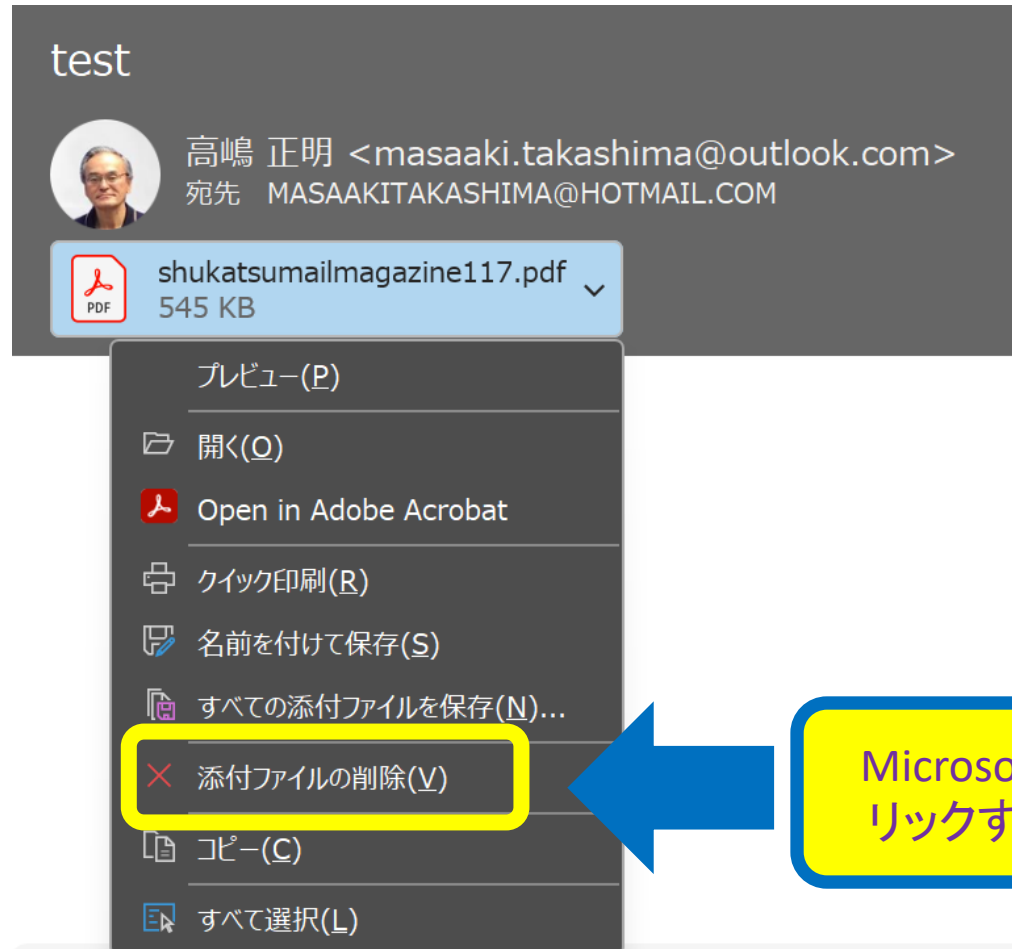 test
高嶋 正明 <masaaki.takashima@outlook.com>
宛先 MASAAKITAKASHIMA@HOTMAIL.COM
shukatsumailmagazine117.pdf
PDF
545 KB
プレビュー(P)
開く(O)
Open in Adobe Acrobat
クイック印刷(R)
名前を付けて保存(S)
すべての添付ファイルを保存(N)...
添付ファイルの削除(V)
コピー(C)
すべて選択(L)
Microso
リックす